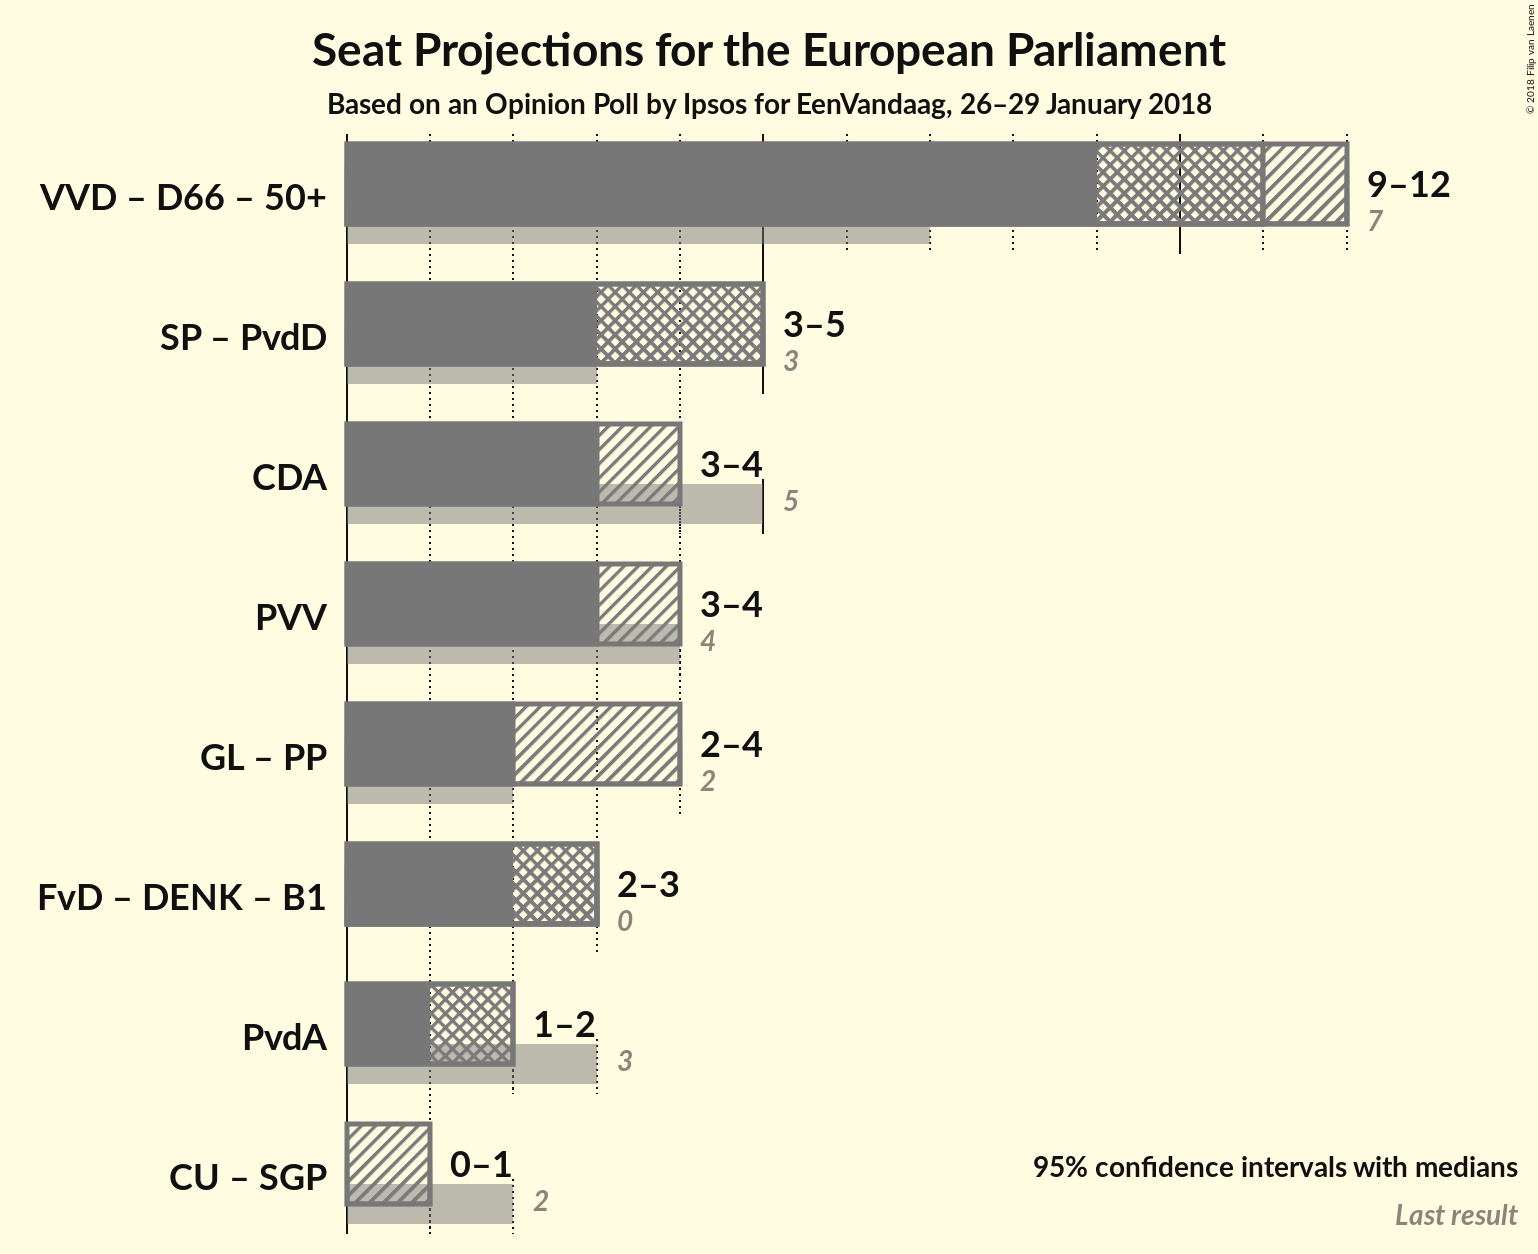 Seat Projections for the European Parliament
Based on an Opinion Poll by Ipsos for EenVandaag, 26–29 January 2018
© 2018 Filip van Laenen
VVD – D66 – 50+
9–12
7
SP – PvdD
3–5
3
CDA
3–4
5
PVV
3–4
4
GL – PP
2–4
2
FvD – DENK – B1
2–3
0
PvdA
1–2
3
CU – SGP
0–1
2
95% confidence intervals with medians
Last result